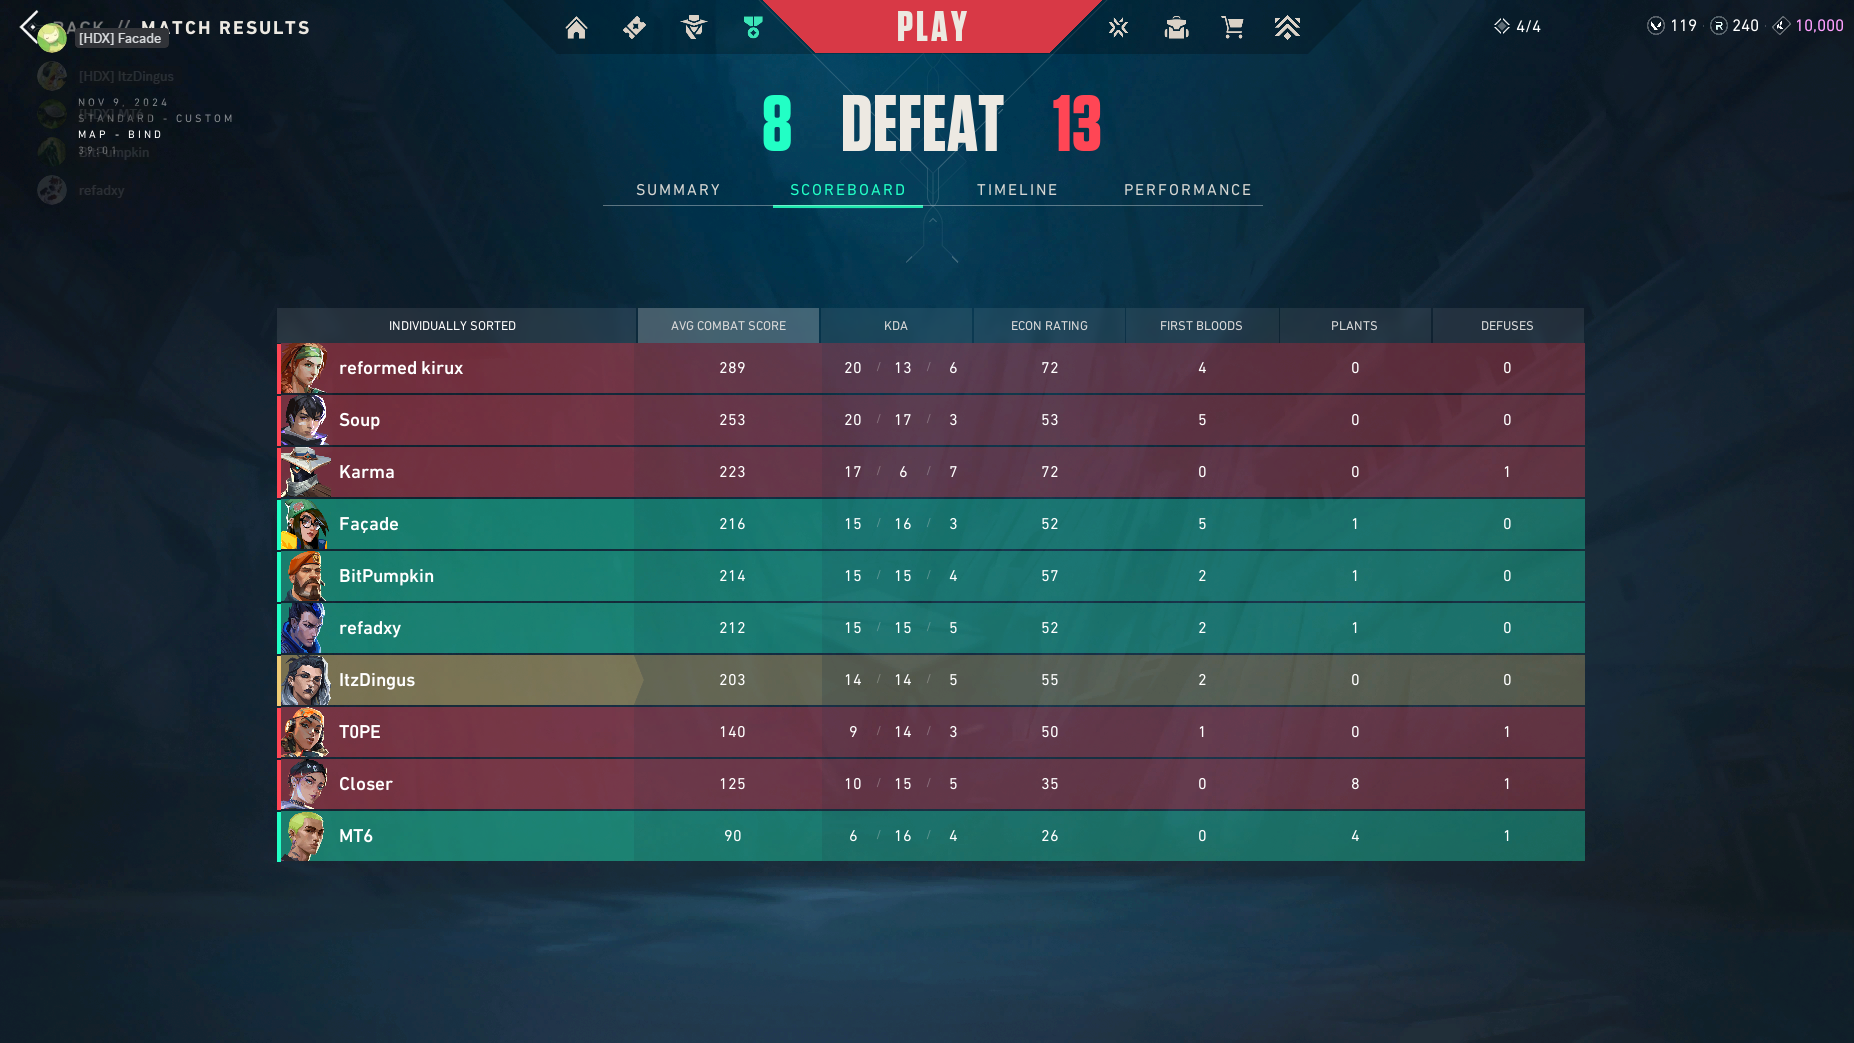 BACK // MATCH RESULTS
PLAY
4/4
119
240
10,000
[HDX] Facade
[HDX] ItzDingus
NOV 9, 2024
STANDARD - CUSTOM
MAP - BIND
39:01
BitPumpkin
refadxy
8 DEFEAT 13
SUMMARY SCOREBOARD TIMELINE PERFORMANCE
INDIVIDUALLY SORTED AVG COMBAT SCORE KDA ECON RATING FIRST BLOODS PLANTS DEFUSES
reformed kirux 289 20 / 13 / 6 72 4 0 0
Soup 253 20 / 17 / 3 53 5 0 0
Karma 223 17 / 6 / 7 72 0 0 1
Façade 216 15 / 16 / 3 52 5 1 0
BitPumpkin 214 15 / 15 / 4 57 2 1 0
refadxy 212 15 / 15 / 5 52 2 1 0
ItzDingus 203 14 / 14 / 5 55 2 0 0
T0PE 140 9 / 14 / 3 50 1 0 1
Closer 125 10 / 15 / 5 35 0 8 1
MT6 90 6 / 16 / 4 26 0 4 1